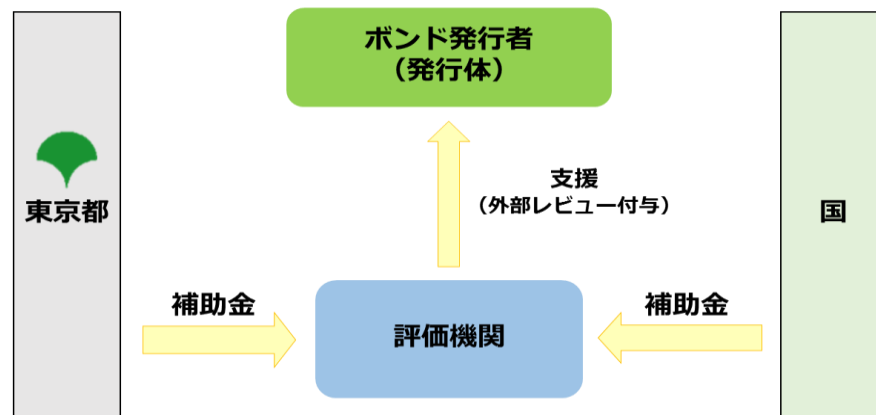 ボンド発行者
（発行体）
東京都
支援
（外部レビュー付与）
国
補助金
評価機関
補助金